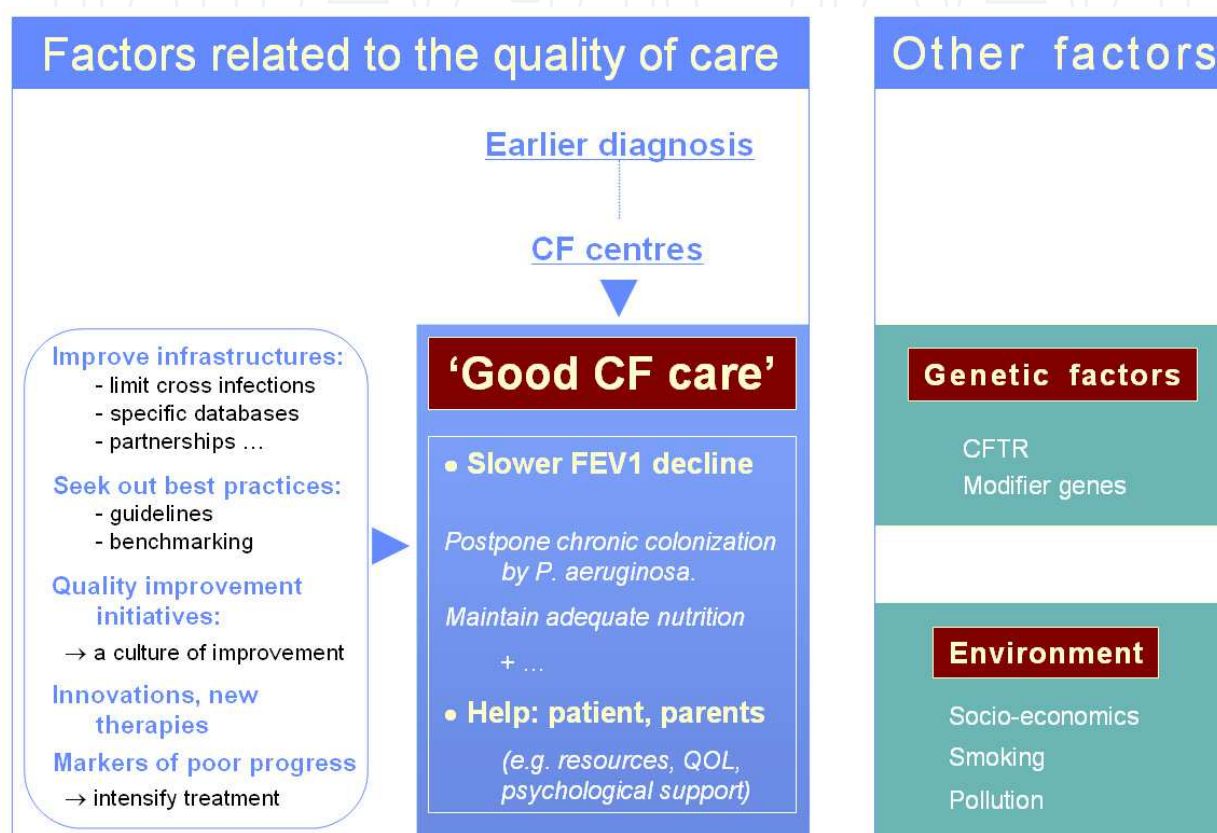 Factors related to the quality of care
Earlier diagnosis
CF centres
Improve infrastructures:
- limit cross infections
- specific databases
- partnerships ...
Seek out best practices:
- guidelines
- benchmarking
Quality improvement
initiatives:
→ a culture of improvement
Innovations, new
therapies
Markers of poor progress
→ intensify treatment
‘Good CF care’
• Slower FEV1 decline
Postpone chronic colonization
by P. aeruginosa.
Maintain adequate nutrition
+ ...
• Help: patient, parents
(e.g. resources, QOL,
psychological support)
Other factors
Genetic factors
CFTR
Modifier genes
Environment
Socio-economics
Smoking
Pollution